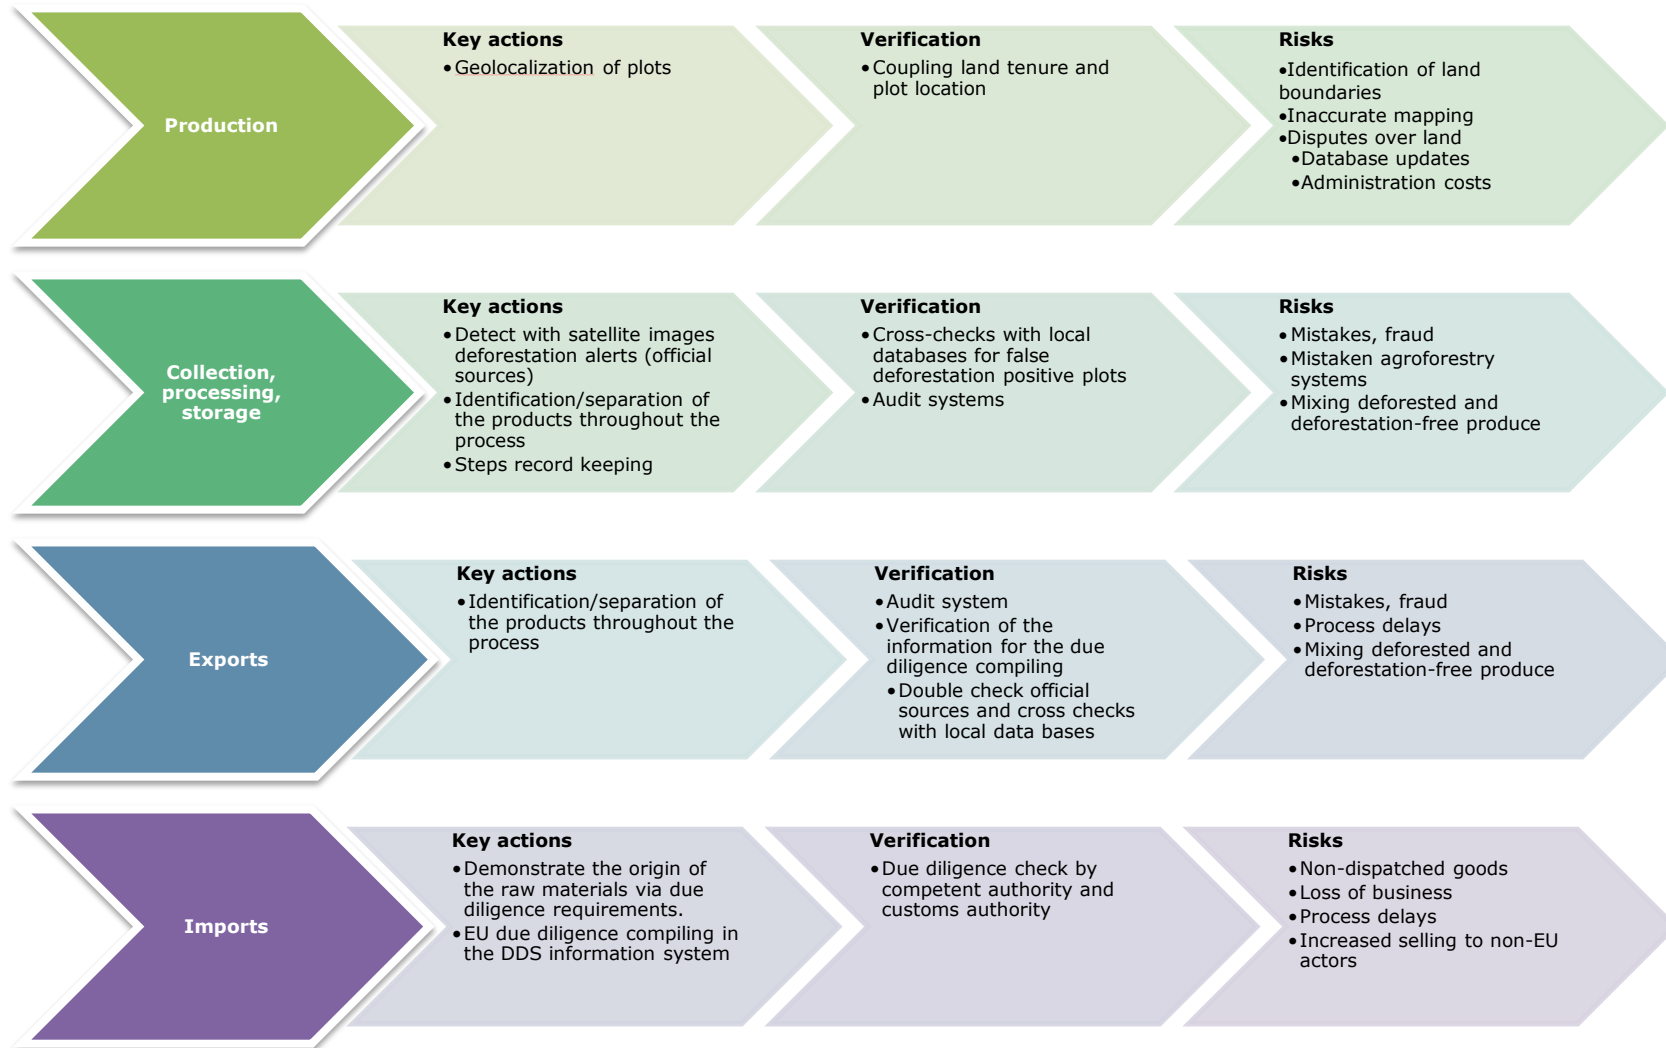 Production
Key actions
•Geolocalization of plots
Verification
•Coupling land tenure and
plot location
Risks
•Identification of land
boundaries
•Inaccurate mapping
•Disputes over land
•Database updates
•Administration costs
Collection,
processing,
storage
Key actions
•Detect with satellite images
deforestation alerts (official
sources)
•Identification/separation of
the products throughout the
process
•Steps record keeping
Verification
•Cross-checks with local
databases for false
deforestation positive plots
•Audit systems
Risks
•Mistakes, fraud
•Mistaken agroforestry
systems
•Mixing deforested and
deforestation-free produce
Exports
Key actions
•Identification/separation of
the products throughout the
process
Verification
•Audit system
•Verification of the
information for the due
diligence compiling
•Double check official
sources and cross checks
with local data bases
Risks
•Mistakes, fraud
•Process delays
•Mixing deforested and
deforestation-free produce
Imports
Key actions
•Demonstrate the origin of
the raw materials via due
diligence requirements.
•EU due diligence compiling in
the DDS information system
Verification
•Due diligence check by
competent authority and
customs authority
Risks
•Non-dispatched goods
•Loss of business
•Process delays
•Increased selling to non-EU
actors